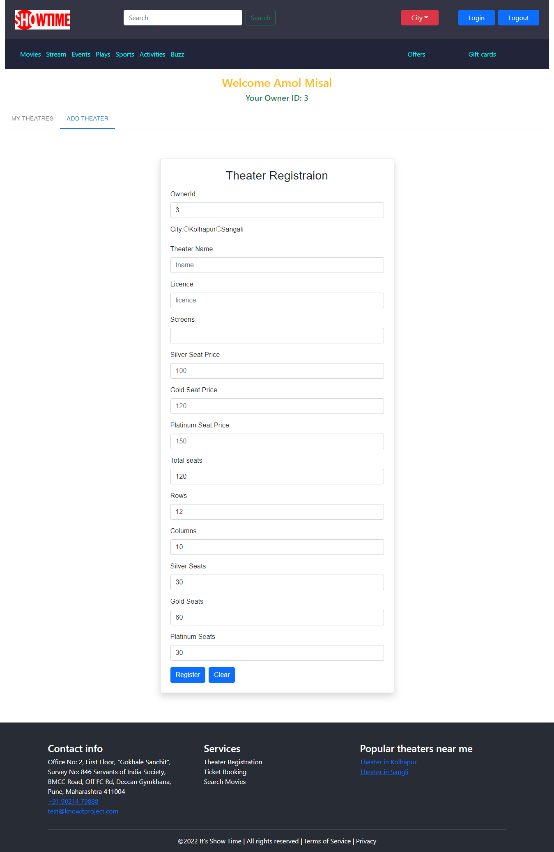 SHOWTIME
Search
Search
City
Login
Logout
Movies Stream Events Plays Sports Activities Buzz
Offers
Gift cards
Welcome Amol Misal
Your Owner ID: 3
MY THEATRES
ADD THEATER
Theater Registraion
OwnerId
3
City: Kolhapur Sangali
Theater Name
tname
Licence
licence
Screens
Silver Seat Price
100
Gold Seat Price
120
Platinum Seat Price
150
Total seats
120
Rows
12
Columns
10
Silver Seats
30
Gold Seats
60
Platinum Seats
30
Register
Clear
Contact info
Office No: 2, First Floor, "Gokhale Sanchit",
Survey No: 846 Servants of India Society,
BMCC Road, Off FC Rd, Deccan Gymkhana,
Pune, Maharashtra 411004
test@knowitproject.com
Services
Theater Registration
Ticket Booking
Search Movies
Popular theaters near me
Theater in Kolhapur
Theater in Sangli
©2022 It's Show Time | All rights reserved | Terms of Service | Privacy